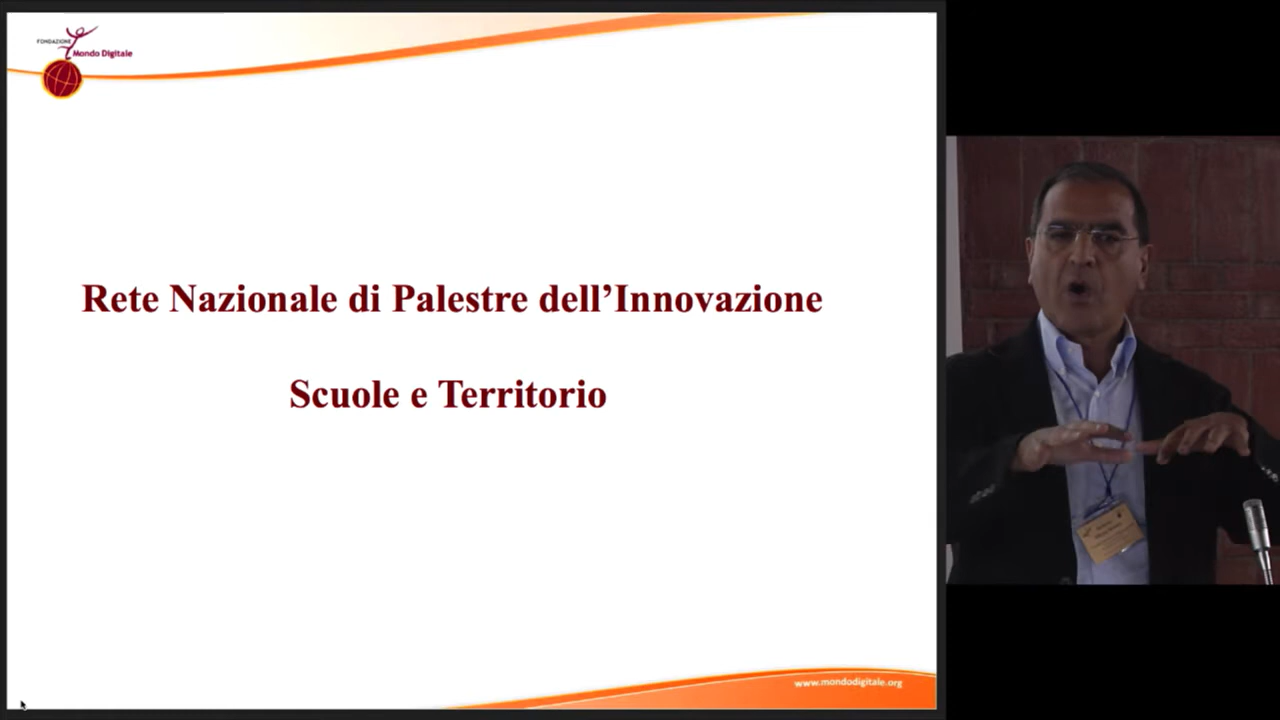 FONDAZIONE
Mondo Digitale
Rete Nazionale di Palestre dell’Innovazione
Scuole e Territorio
www.mondodigitale.org